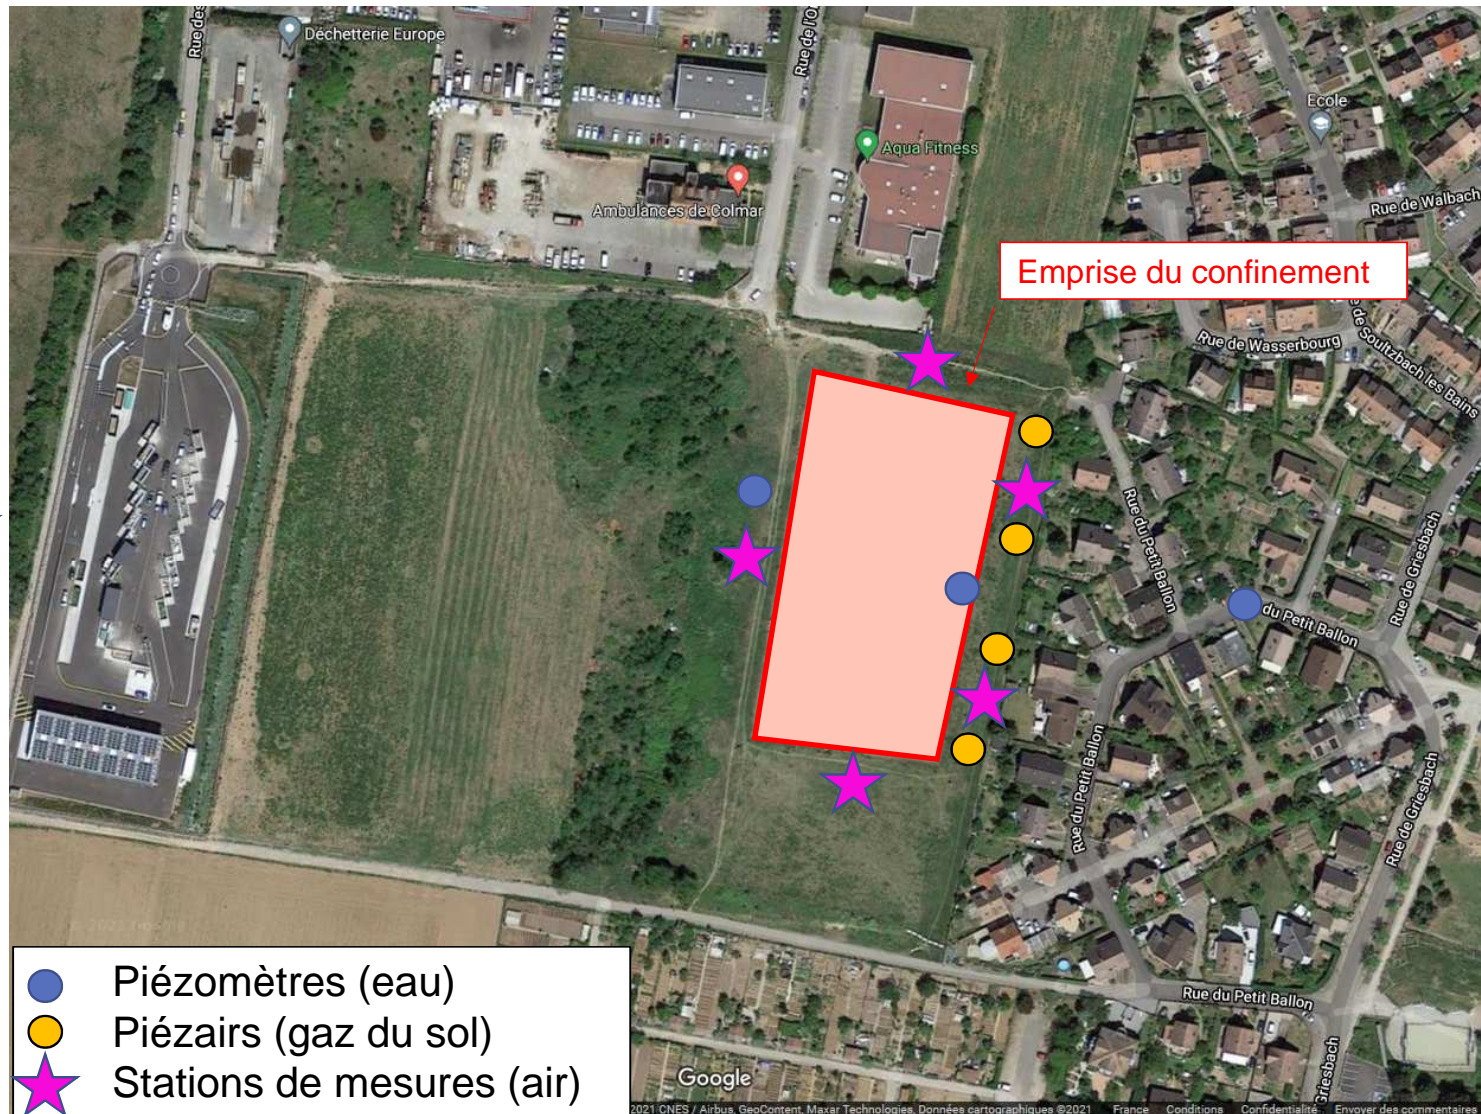 Rue des
Déchetterie Europe
Rue de l'O
Ecole
Aqua Fitness
Ambulances de Colmar
Rue de Walbach
Emprise du confinement
Rue de Wasserbourg
de Soultzbach les Bains
Rue du Petit Ballon
Rue de Griesbach
du Petit Ballon
Rue du Petit Ballon
Rue de Griesbach
Piézomètres (eau)
Piézairs (gaz du sol)
Stations de mesures (air)
Rue du Petit Ballon
Griesbach
Google
2021 CNES / Airbus, GeoContent, Maxar Technologies, Données cartographiques ©2021 France Conditions Confidentialité Envoyer des commentaires